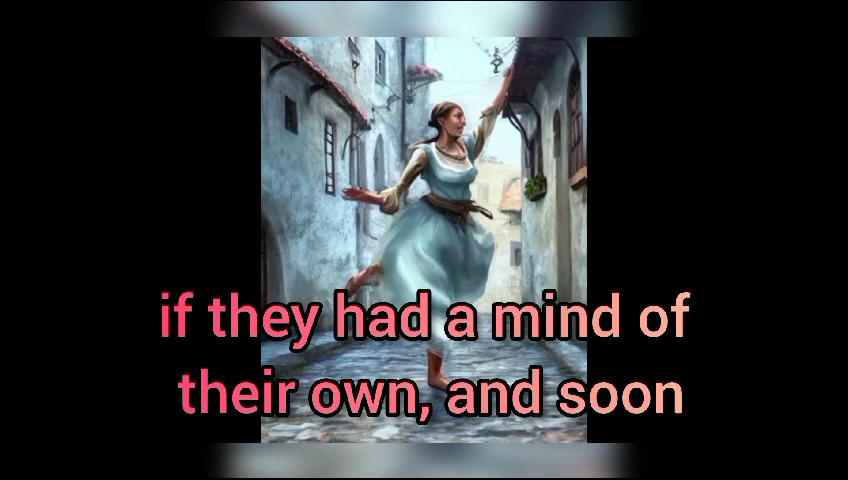 if they had a mind of
their own, and soon